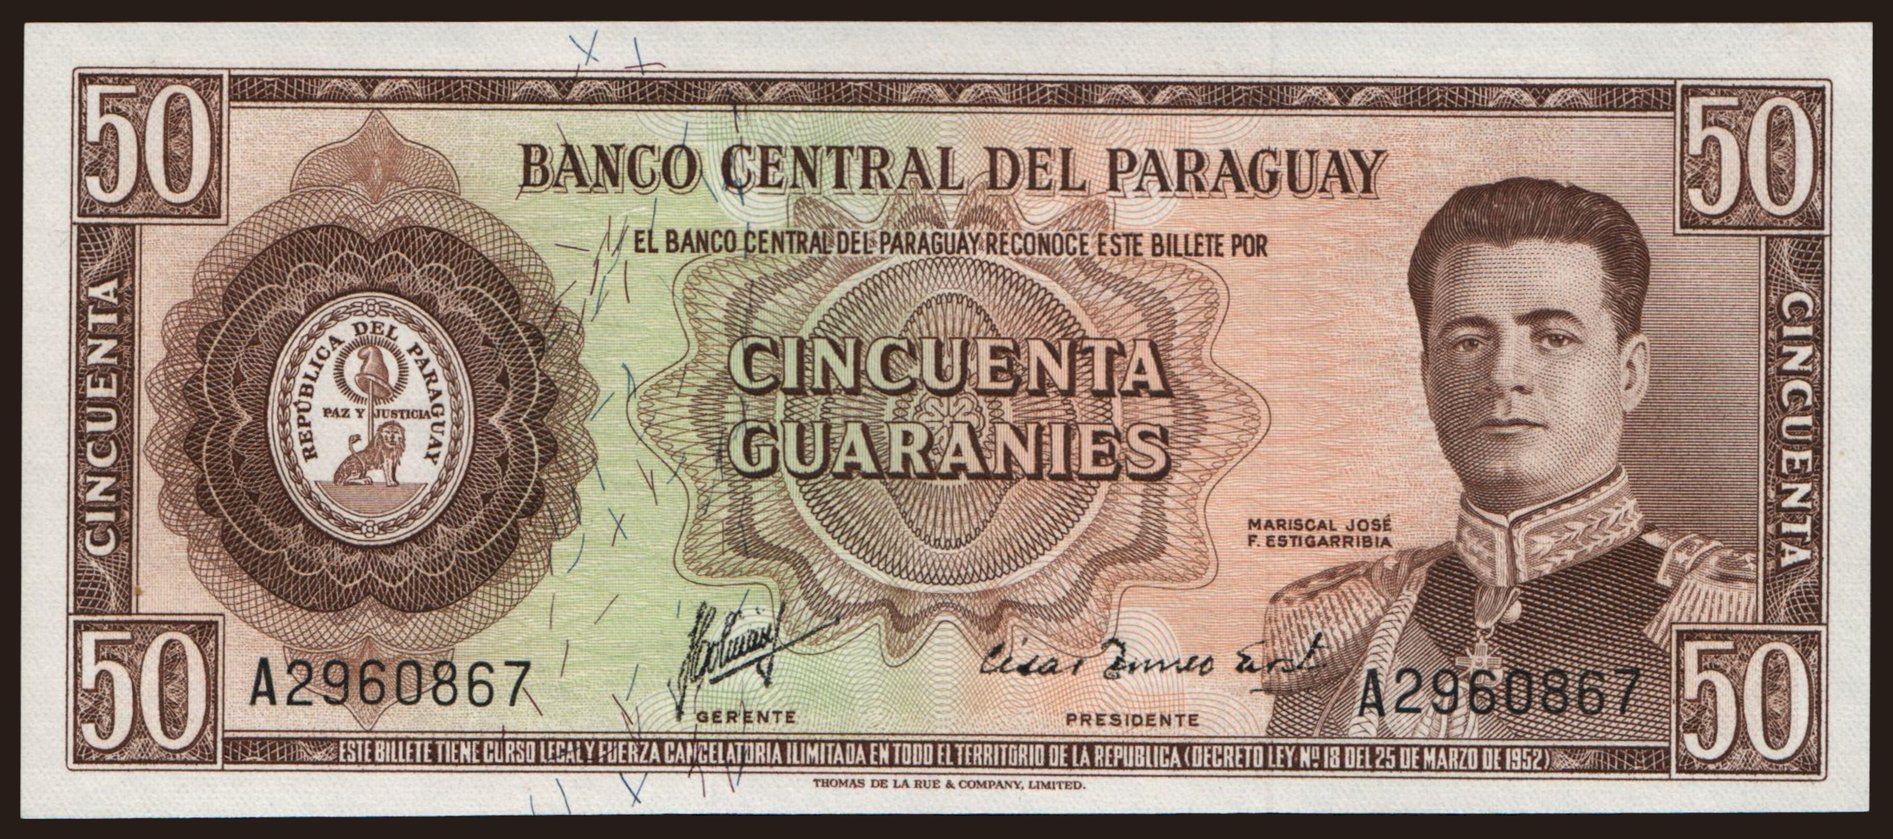 50
50
BANCO CENTRAL DEL PARAGUAY
EL BANCO CENTRAL DEL PARAGUAY RECONOCE ESTE BILLETE POR
CINCUENTA
CINCUENTA
REPÚBLICA DEL PARAGUAY
PAZ Y JUSTICIA
CINCUENTA
GUARANIES
MARISCAL JOSÉ
F. ESTIGARRIBIA
50
50
A2960867
A2960867
GERENTE
PRESIDENTE
ESTE BILLETE TIENE CURSO LEGAL Y FUERZA CANCELATORIA ILIMITADA EN TODO EL TERRITORIO DE LA REPUBLICA (DECRETO LEY Nº 18 DEL 25 DE MARZO DE 1952)
THOMAS DE LA RUE & COMPANY, LIMITED.